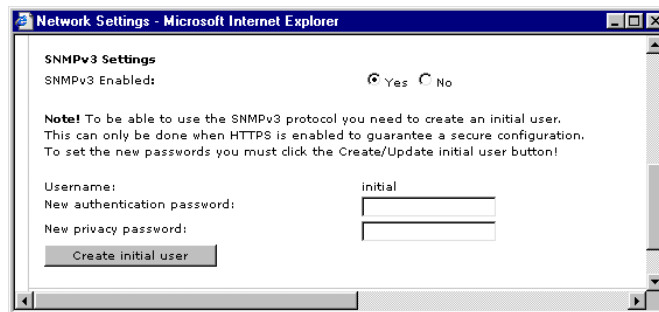 Network Settings - Microsoft Internet Explorer
SNMPv3 Settings
SNMPv3 Enabled: Yes No
Note! To be able to use the SNMPv3 protocol you need to create an initial user.
This can only be done when HTTPS is enabled to guarantee a secure configuration.
To set the new passwords you must click the Create/Update initial user button!
Username: initial
New authentication password:
New privacy password:
Create initial user